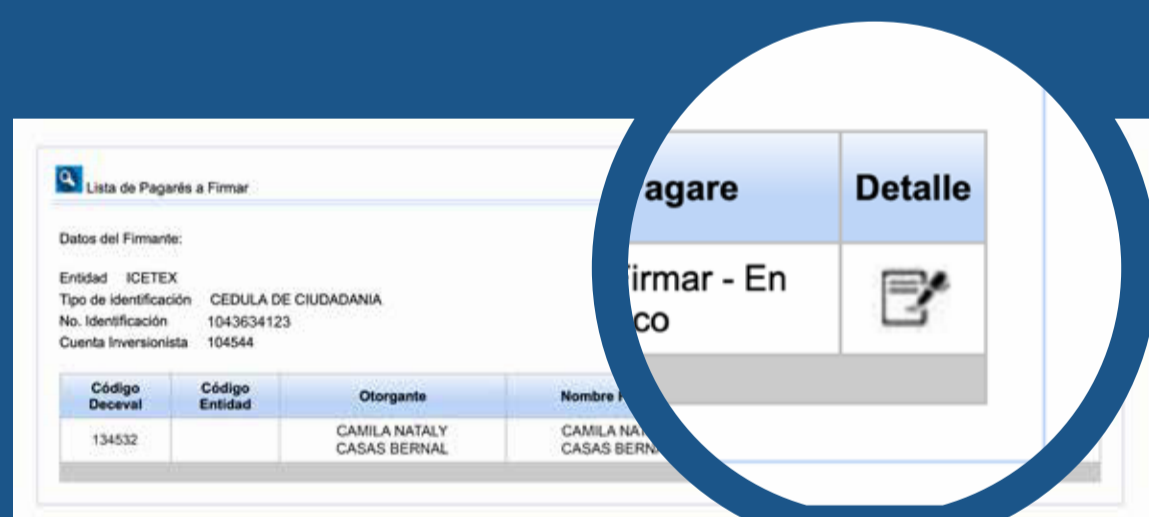 Lista de Pagarés a Firmar
Datos del Firmante:
Entidad ICETEX
Tipo de identificación CEDULA DE CIUDADANIA
No. Identificación 1043634123
Cuenta Inversionista 104544
Código Deceval
Código Entidad
Otorgante
Nombre
134532
CAMILA NATALY
CASAS BERNAL
CAMILA
CASAS
agare
Detalle
irmar - En
co